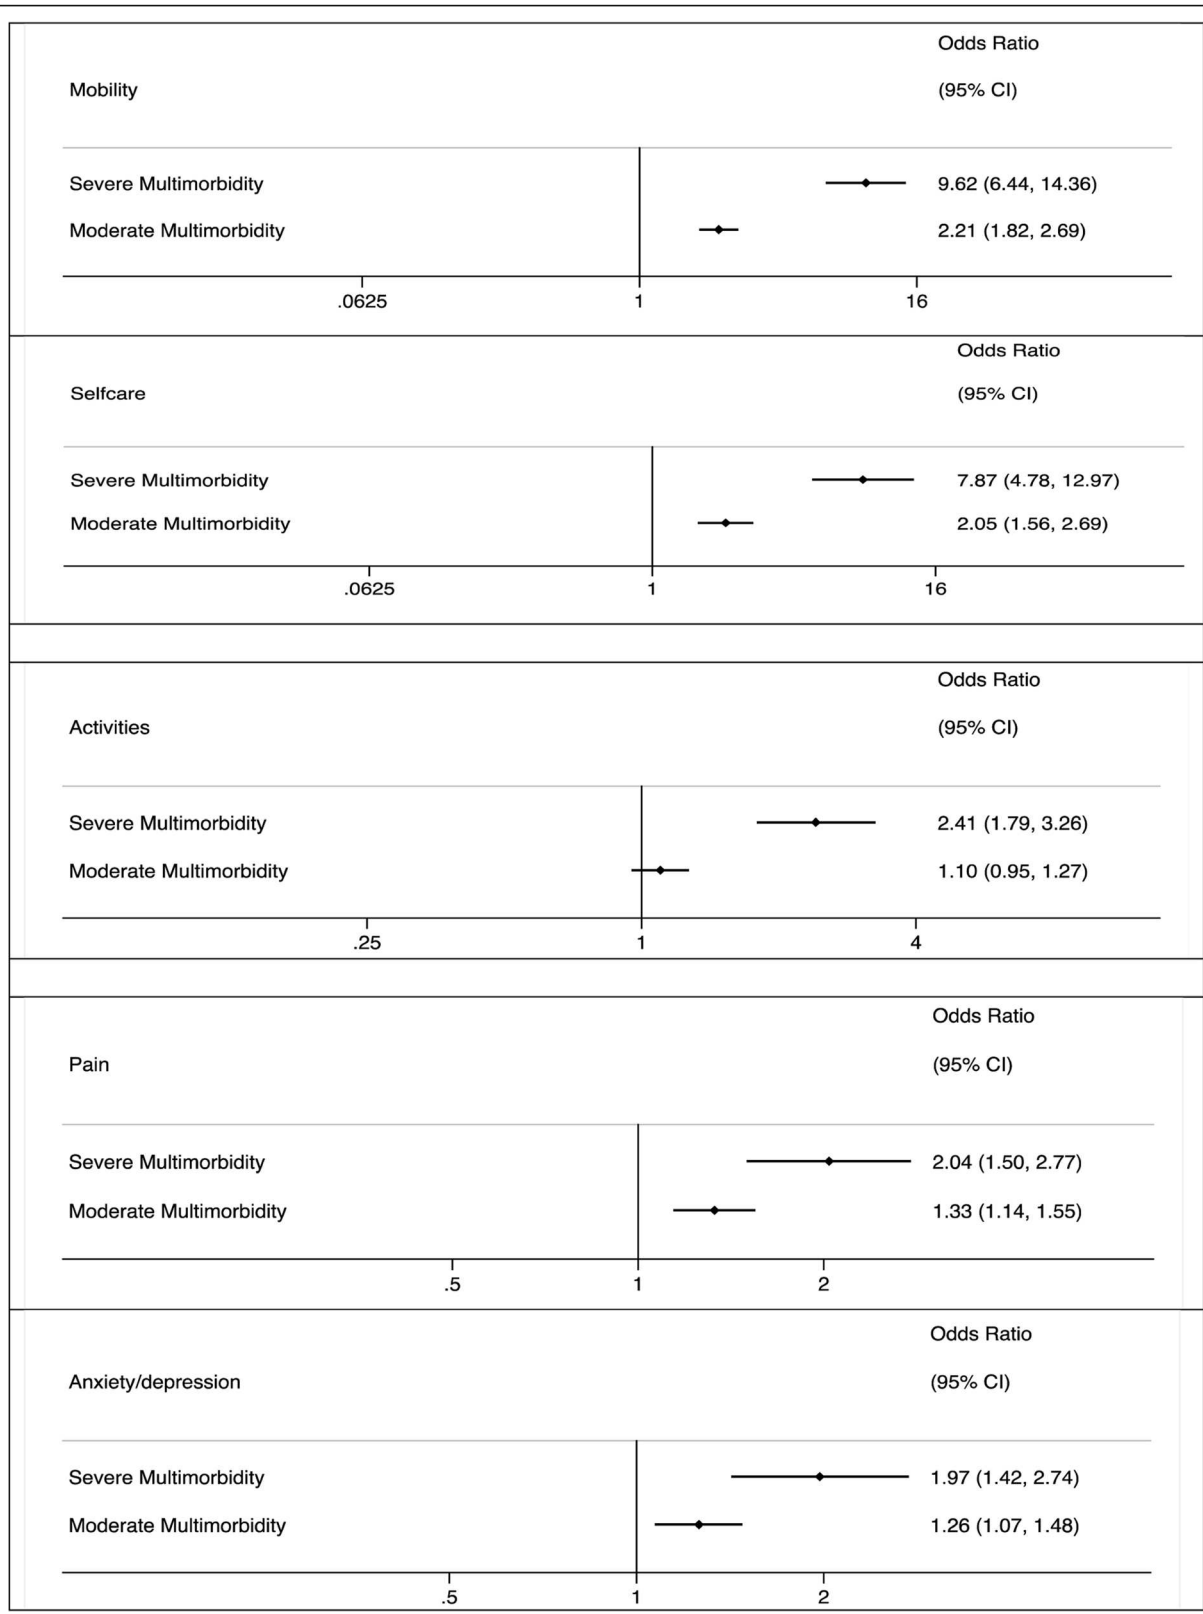 Odds Ratio
Mobility (95% CI)
Severe Multimorbidity 9.62 (6.44, 14.36)
Moderate Multimorbidity 2.21 (1.82, 2.69)
.0625 1 16
Odds Ratio
Selfcare (95% CI)
Severe Multimorbidity 7.87 (4.78, 12.97)
Moderate Multimorbidity 2.05 (1.56, 2.69)
.0625 1 16
Odds Ratio
Activities (95% CI)
Severe Multimorbidity 2.41 (1.79, 3.26)
Moderate Multimorbidity 1.10 (0.95, 1.27)
.25 1 4
Odds Ratio
Pain (95% CI)
Severe Multimorbidity 2.04 (1.50, 2.77)
Moderate Multimorbidity 1.33 (1.14, 1.55)
.5 1 2
Odds Ratio
Anxiety/depression (95% CI)
Severe Multimorbidity 1.97 (1.42, 2.74)
Moderate Multimorbidity 1.26 (1.07, 1.48)
.5 1 2